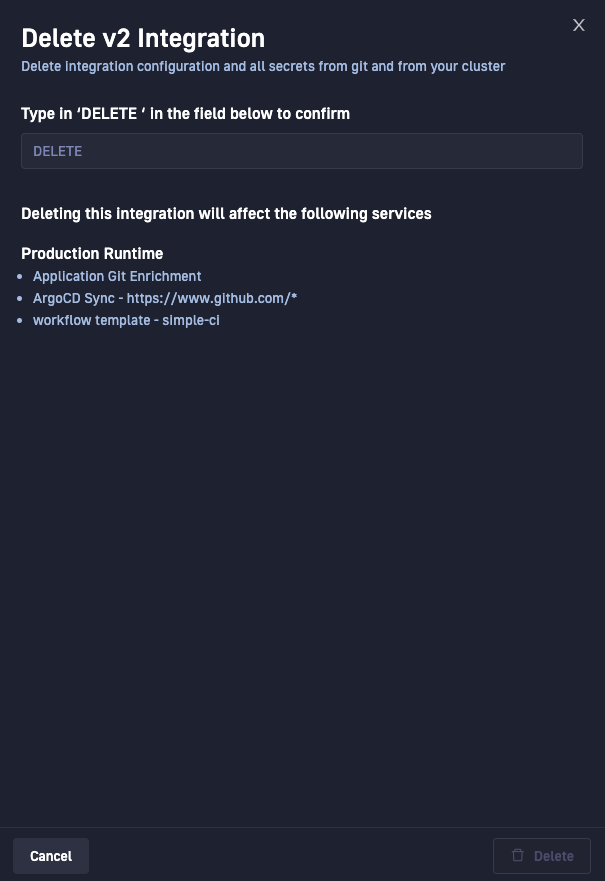 X
Delete v2 Integration
Delete integration configuration and all secrets from git and from your cluster
Type in ‘DELETE ‘ in the field below to confirm
DELETE
Deleting this integration will affect the following services
Production Runtime
Application Git Enrichment
ArgoCD Sync - https://www.github.com/*
workflow template - simple-ci
Cancel
Delete